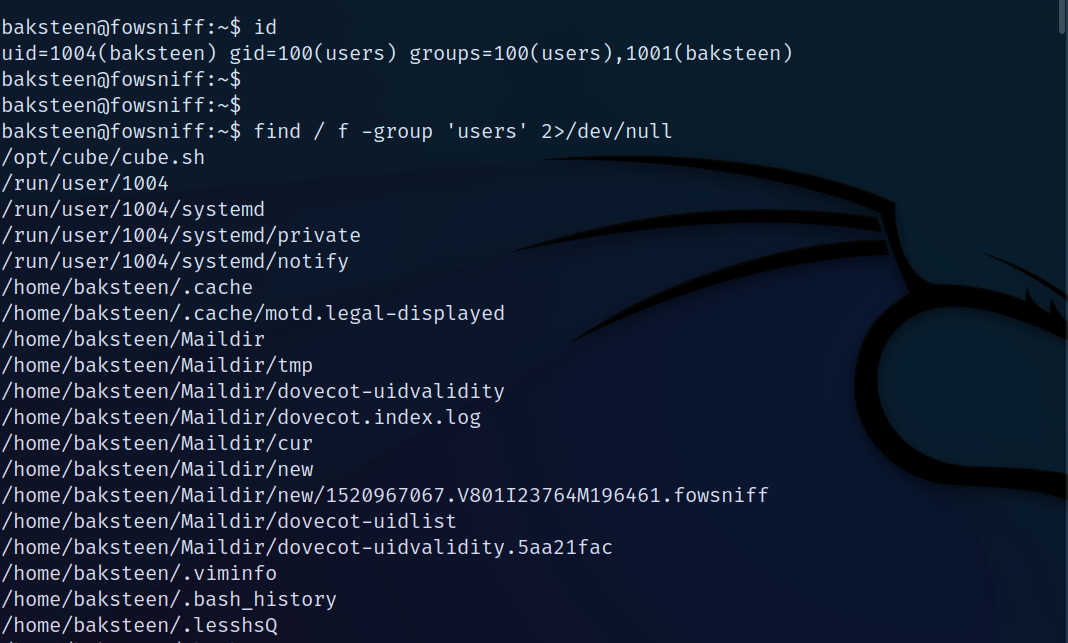 baksteen@fowsniff:~$ id
uid=1004(baksteen) gid=100(users) groups=100(users),1001(baksteen)
baksteen@fowsniff:~$
baksteen@fowsniff:~$
baksteen@fowsniff:~$ find / f -group 'users' 2>/dev/null
/opt/cube/cube.sh
/run/user/1004
/run/user/1004/systemd
/run/user/1004/systemd/private
/run/user/1004/systemd/notify
/home/baksteen/.cache
/home/baksteen/.cache/motd.legal-displayed
/home/baksteen/Maildir
/home/baksteen/Maildir/tmp
/home/baksteen/Maildir/dovecot-uidvalidity
/home/baksteen/Maildir/dovecot.index.log
/home/baksteen/Maildir/cur
/home/baksteen/Maildir/new
/home/baksteen/Maildir/new/1520967067.V801I23764M196461.fowsniff
/home/baksteen/Maildir/dovecot-uidlist
/home/baksteen/Maildir/dovecot-uidvalidity.5aa21fac
/home/baksteen/.viminfo
/home/baksteen/.bash_history
/home/baksteen/.lesshsQ